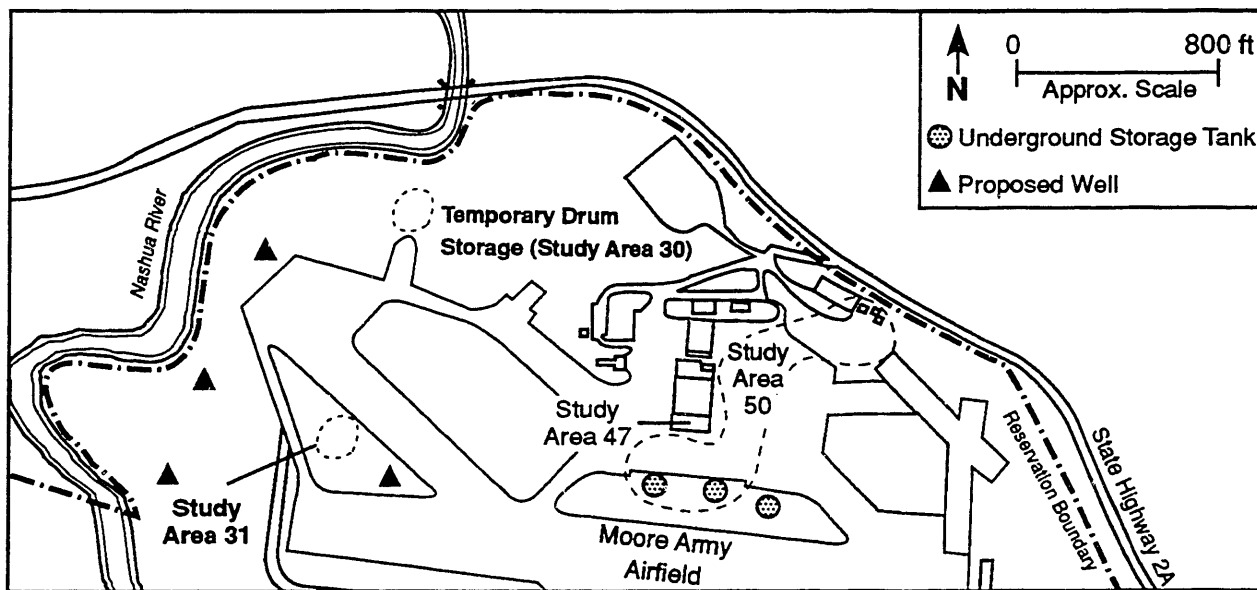 0 800 ft
N
Approx. Scale
Underground Storage Tank
Proposed Well
Nashua River
Temporary Drum
Storage (Study Area 30)
Study
Area
50
Study
Area 47
Study
Area 31
Moore Army
Airfield
Reservation Boundary
State Highway 2A